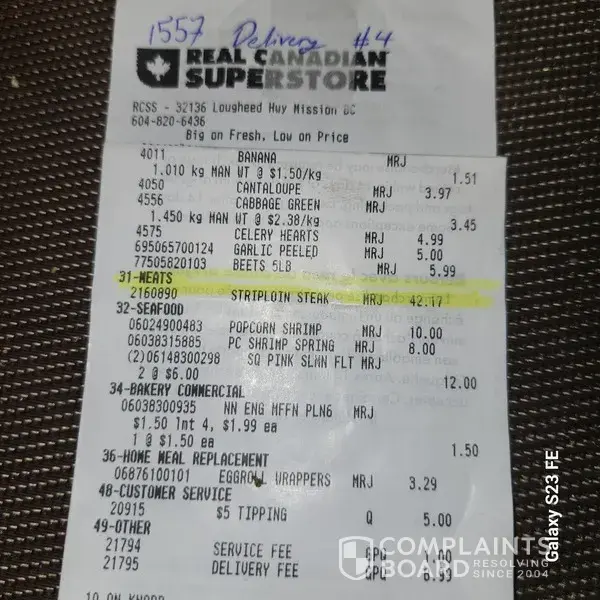 1557 Delivery #4
REAL CANADIAN
SUPERSTORE
RCSS - 32136 Lougheed Hwy Mission BC
604-820-6436
Big on Fresh, Low on Price
4011 BANANA MRJ
1.010 kg MAN WT @ $1.50/kg 1.51
4050 CANTALOUPE MRJ 3.97
4556 CABBAGE GREEN MRJ
1.450 kg MAN WT @ $2.38/kg 3.45
4575 CELERY HEARTS MRJ 4.99
695065700124 GARLIC PEELED MRJ 5.00
77505820103 BEETS 5LB MRJ 5.99
31-MEATS
2160890 STRIPLOIN STEAK MRJ 42.17
32-SEAFOOD
06024900483 POPCORN SHRIMP MRJ 10.00
06038315885 PC SHRIMP SPRING MRJ 8.00
(2)06148300298 SQ PINK SLMN FLT MRJ
2 @ $6.00 12.00
34-BAKERY COMMERCIAL
06038300935 NN ENG MFFN PLN6 MRJ
$1.50 Int 4, $1.99 ea
1 @ $1.50 ea 1.50
36-HOME MEAL REPLACEMENT
06876100101 EGGROLL WRAPPERS MRJ 3.29
48-CUSTOMER SERVICE
20915 $5 TIPPING Q 5.00
49-OTHER
21794 SERVICE FEE GPQ 1.00
21795 DELIVERY FEE GPQ 6.99
COMPLAINTS
BOARD RESOLVING
SINCE 2004
Galaxy S23 FE